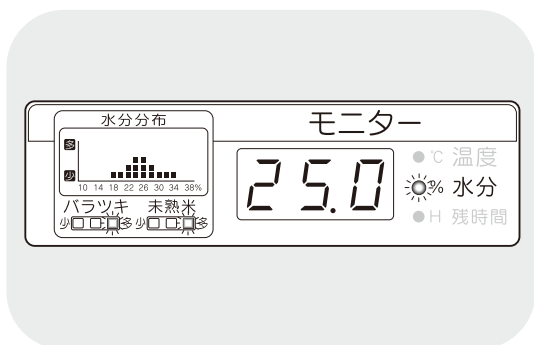 水分分布
多
少
10 14 18 22 26 30 34 38%
バラツキ 未熟米
少 多 少 多
モニター
25.0
℃ 温度
% 水分
H 残時間